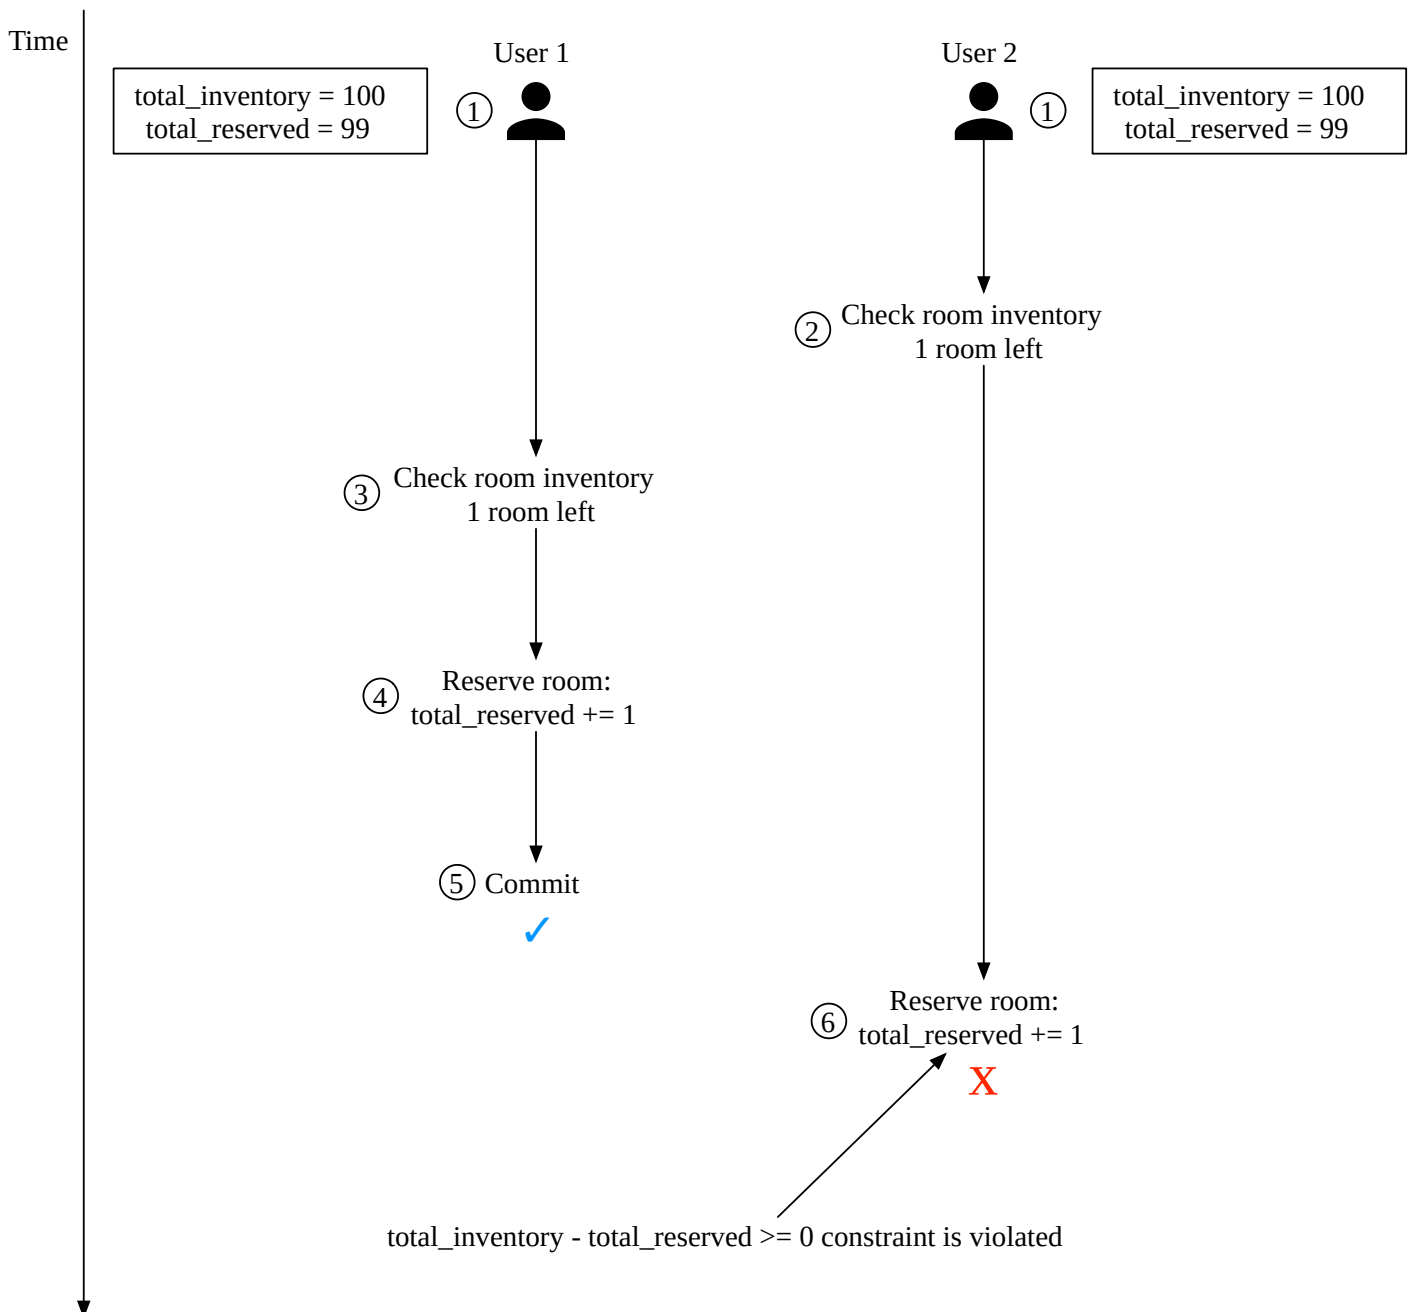 Time
User 1
User 2
total_inventory = 100
total_reserved = 99
1
1
total_inventory = 100
total_reserved = 99
2
Check room inventory
1 room left
3
Check room inventory
1 room left
4
Reserve room:
total_reserved += 1
5
Commit
✓
6
Reserve room:
total_reserved += 1
X
total_inventory - total_reserved >= 0 constraint is violated